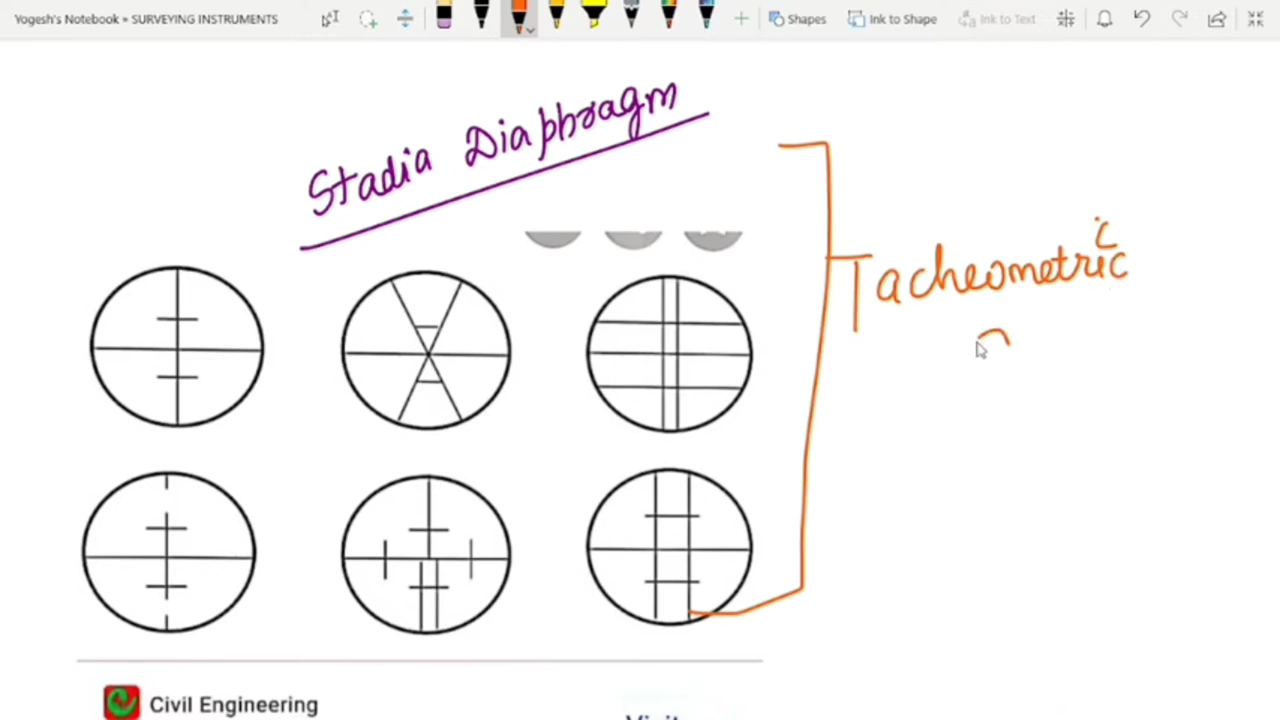 Yogesh's Notebook » SURVEYING INSTRUMENTS
Shapes
Ink to Shape
Ink to Text
Stadia Diaphragm
Tacheometric
Civil Engineering